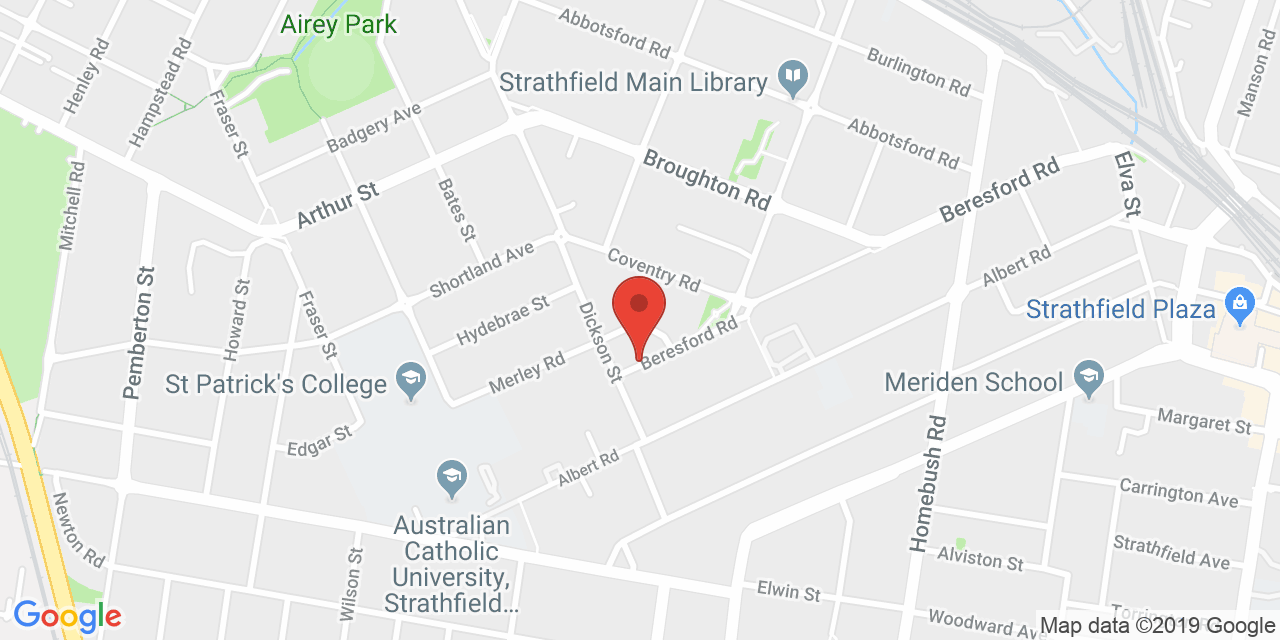 Airey Park
Abbotsford Rd
Burlington Rd
Manson Rd
Henley Rd
Hampstead Rd
Strathfield Main Library
Fraser St
Badgery Ave
Abbotsford Rd
Broughton Rd
Mitchell Rd
Arthur St
Bates St
Beresford Rd
Elva St
Pemberton St
Howard St
Shortland Ave
Coventry Rd
Albert Rd
Fraser St
Hydebrae St
Dickson St
Strathfield Plaza
Beresford Rd
Merley Rd
St Patrick's College
Meriden School
Margaret St
Edgar St
Homebush Rd
Albert Rd
Carrington Ave
Newton Rd
Australian
Catholic
University,
Strathfield...
Wilson St
Alviston St
Strathfield Ave
Elwin St
Woodward Ave
Google
Map data ©2019 Google